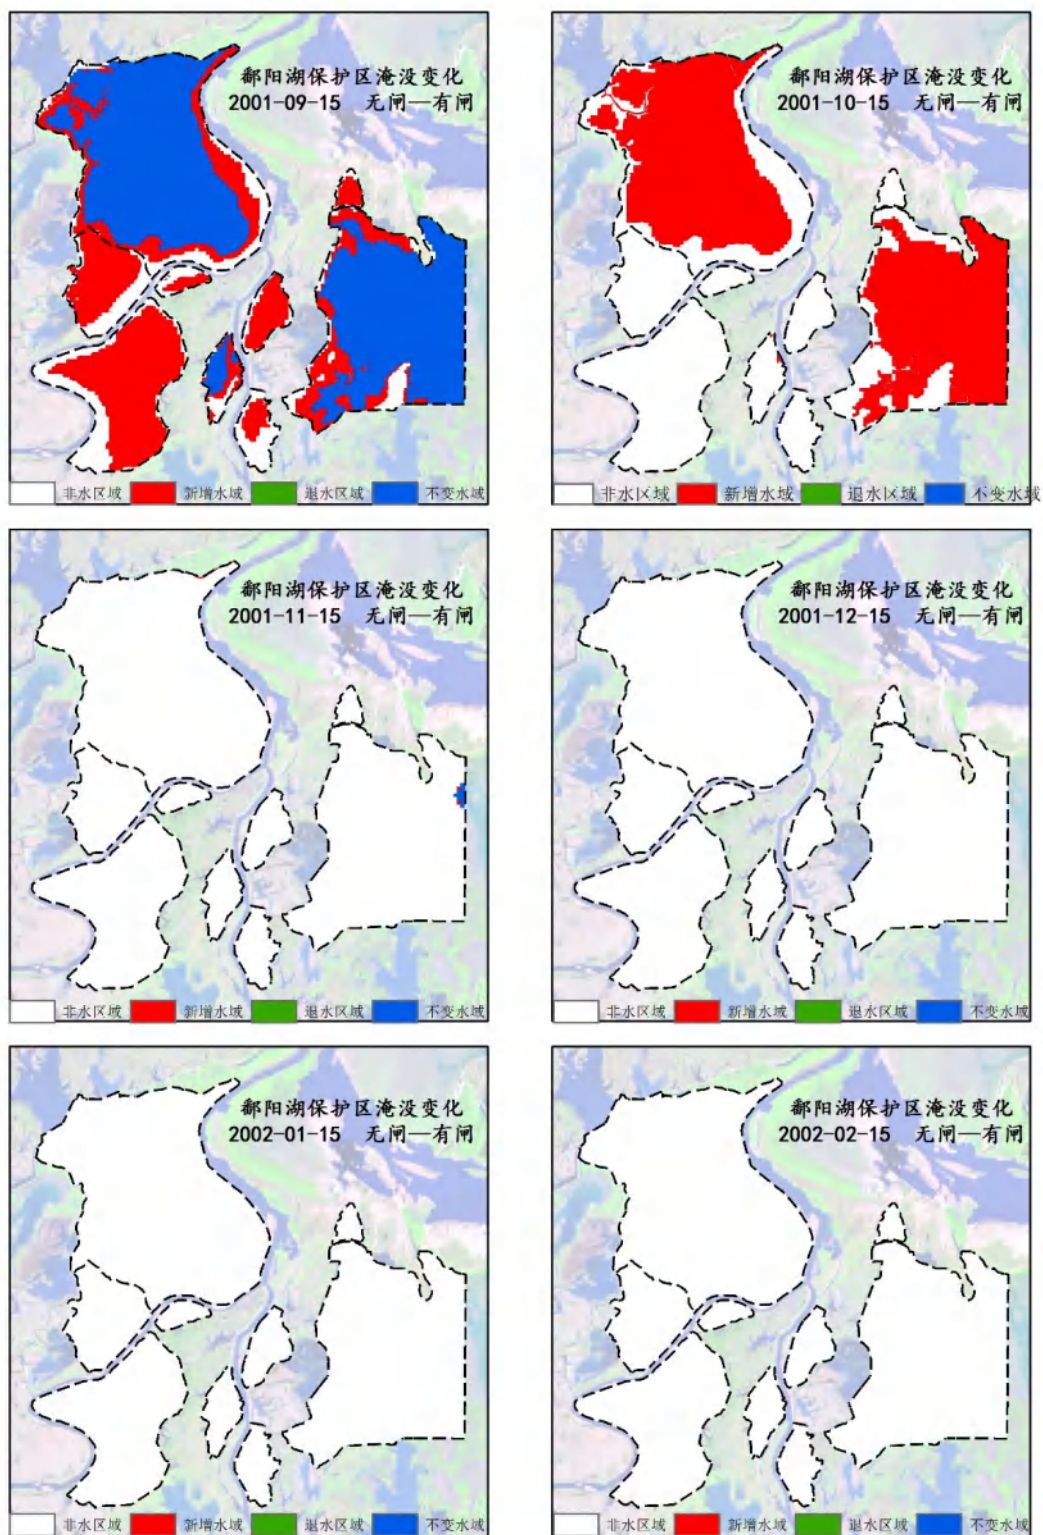 鄱阳湖保护区淹没变化
2001-09-15 无闸—有闸
非水区域 新增水域 退水区域 不变水域
鄱阳湖保护区淹没变化
2001-10-15 无闸—有闸
非水区域 新增水域 退水区域 不变水域
鄱阳湖保护区淹没变化
2001-11-15 无闸—有闸
非水区域 新增水域 退水区域 不变水域
鄱阳湖保护区淹没变化
2001-12-15 无闸—有闸
非水区域 新增水域 退水区域 不变水域
鄱阳湖保护区淹没变化
2002-01-15 无闸—有闸
非水区域 新增水域 退水区域 不变水域
鄱阳湖保护区淹没变化
2002-02-15 无闸—有闸
非水区域 新增水域 退水区域 不变水域